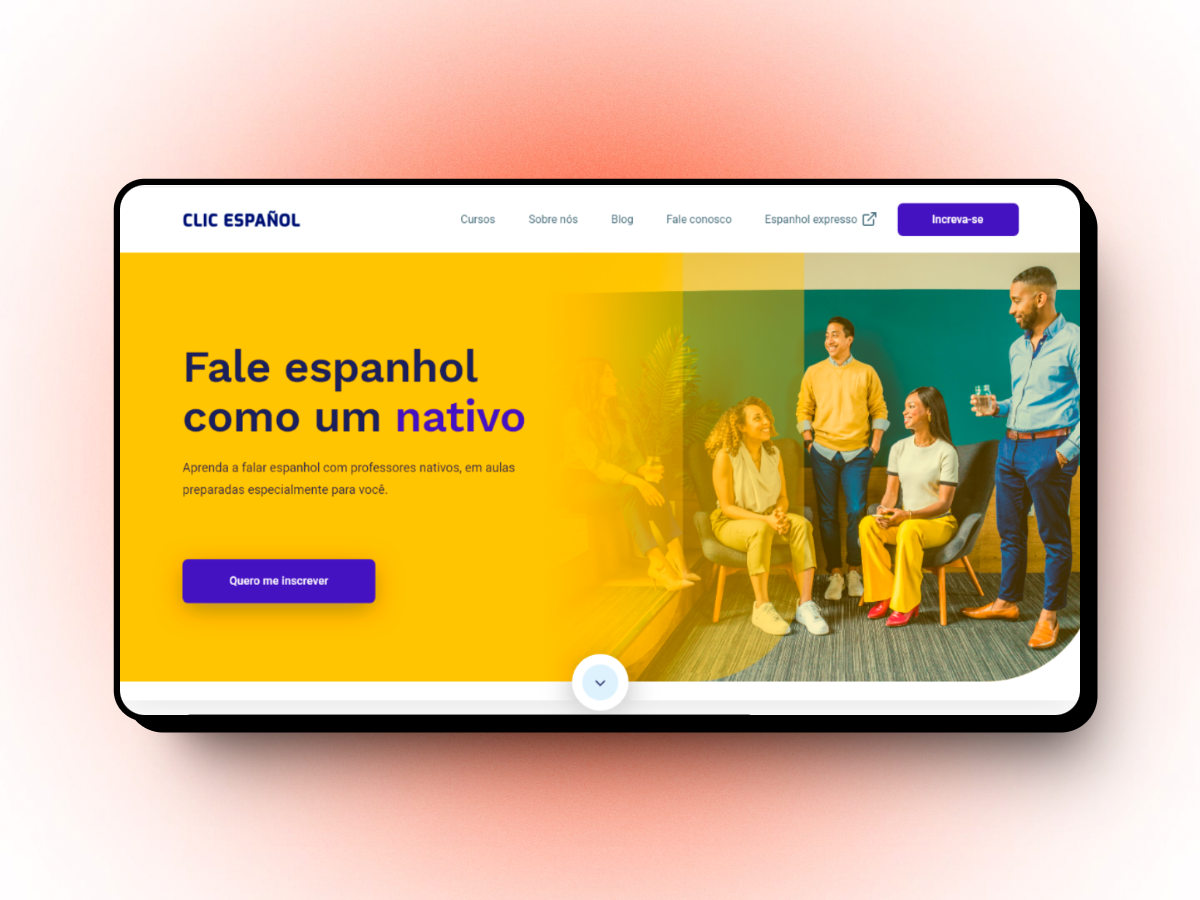 CLIC ESPAÑOL
Cursos
Sobre nós
Blog
Fale conosco
Espanhol expresso
Increva-se
Fale espanhol
como um nativo
Aprenda a falar espanhol com professores nativos, em aulas
preparadas especialmente para você.
Quero me inscrever